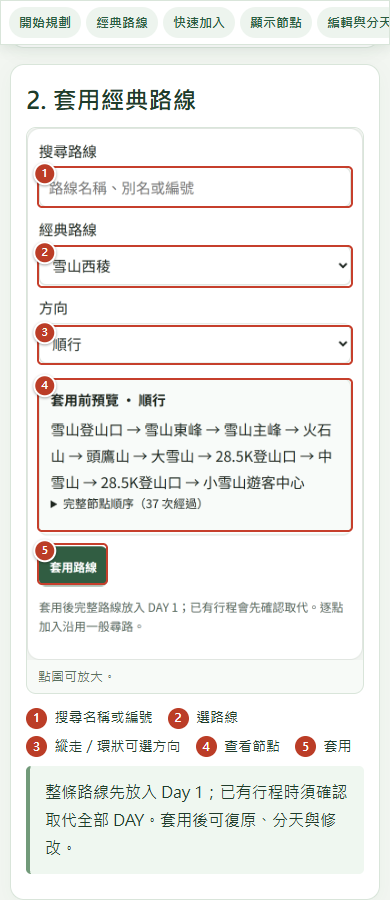 開始規劃 經典路線 快速加入 顯示節點 編輯與分天
2. 套用經典路線
搜尋路線
1 路線名稱、別名或編號
經典路線
2 雪山西稜
方向
3 順行
4
套用前預覽 · 順行
雪山登山口 → 雪山東峰 → 雪山主峰 → 火石
山 → 頭鷹山 → 大雪山 → 28.5K登山口 → 中
雪山 → 28.5K登山口 → 小雪山遊客中心
▶ 完整節點順序（37 次經過）
5 套用路線
套用後完整路線放入 DAY 1；已有行程會先確認取代。逐點
加入沿用一般尋路。
點圖可放大。
1 搜尋名稱或編號 2 選路線
3 縱走 / 環狀可選方向 4 查看節點 5 套用
整條路線先放入 Day 1；已有行程時須確認
取代全部 DAY。套用後可復原、分天與修
改。